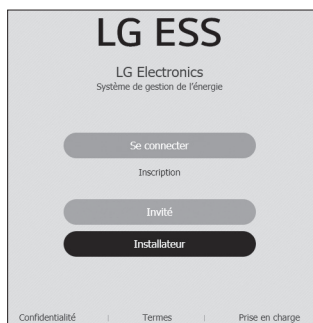 LG ESS
LG Electronics
Système de gestion de l'énergie
Se connecter
Inscription
Invité
Installateur
Confidentialité | Termes | Prise en charge